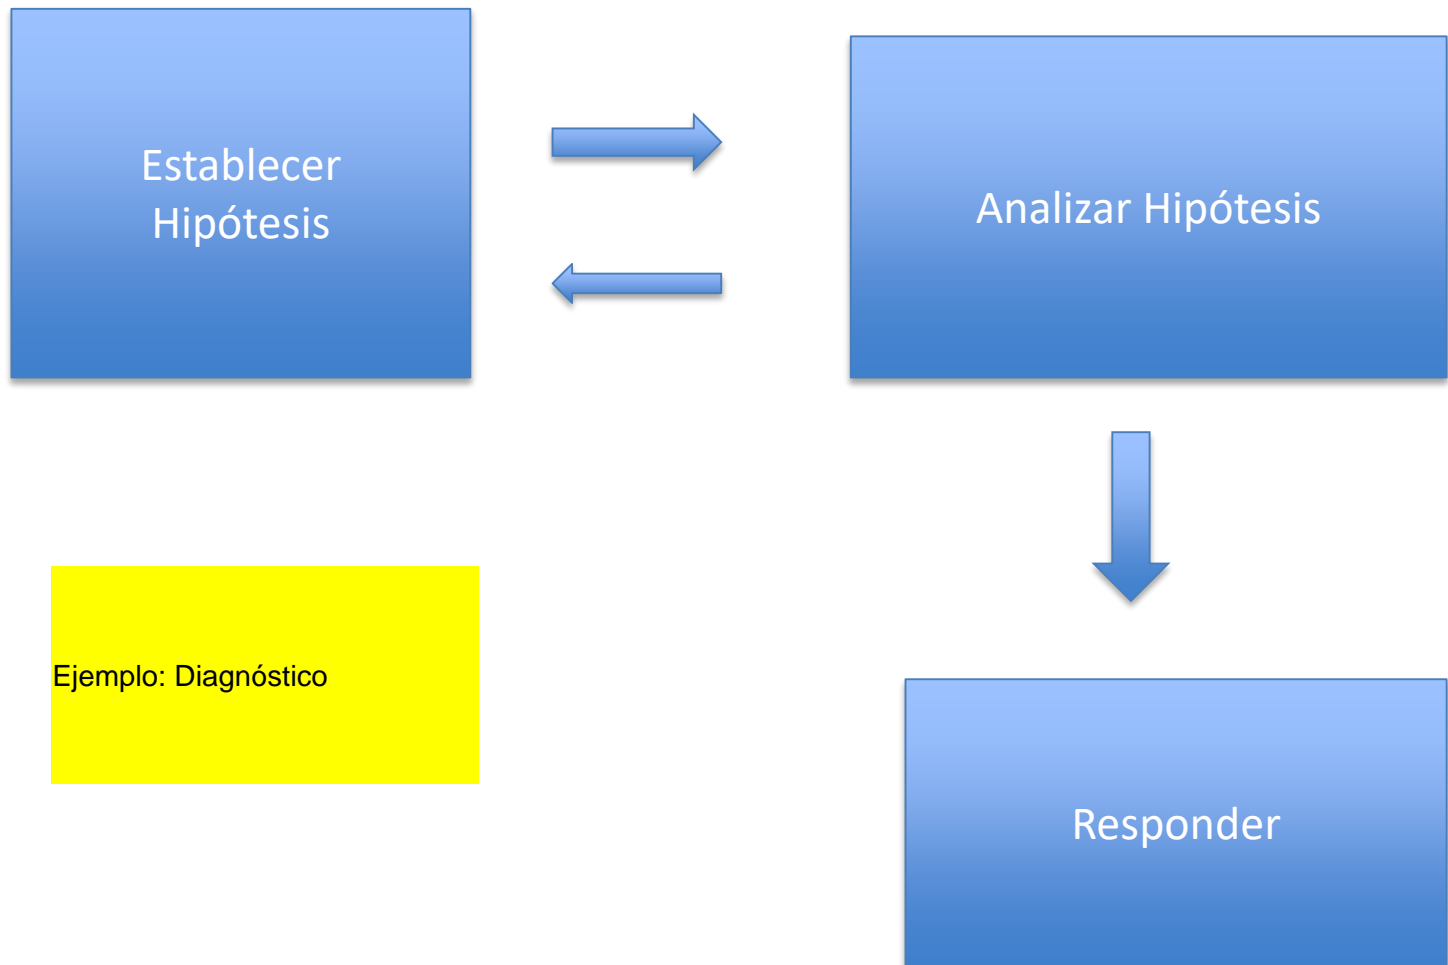 Establecer
Hipótesis
Analizar Hipótesis
Ejemplo: Diagnóstico
Responder